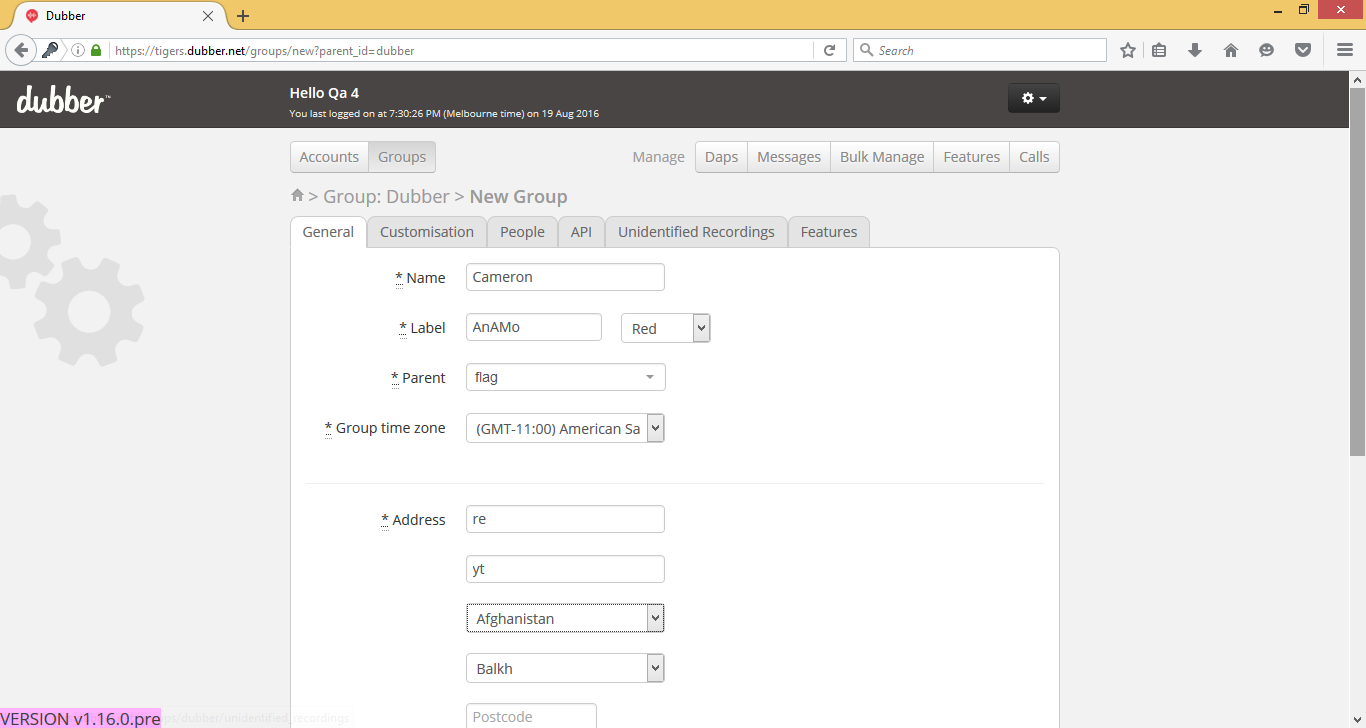 Dubber
https://tigers.dubber.net/groups/new?parent_id=dubber
Search
dubber™
Hello Qa 4
You last logged on at 7:30:26 PM (Melbourne time) on 19 Aug 2016
Accounts Groups Manage Daps Messages Bulk Manage Features Calls
> Group: Dubber > New Group
General Customisation People API Unidentified Recordings Features
* Name Cameron
* Label AnAMo Red
* Parent flag
* Group time zone (GMT-11:00) American Sa
* Address re
yt
Afghanistan
Balkh
Postcode
VERSION v1.16.0.pre ps/dubber/unidentified_recordings